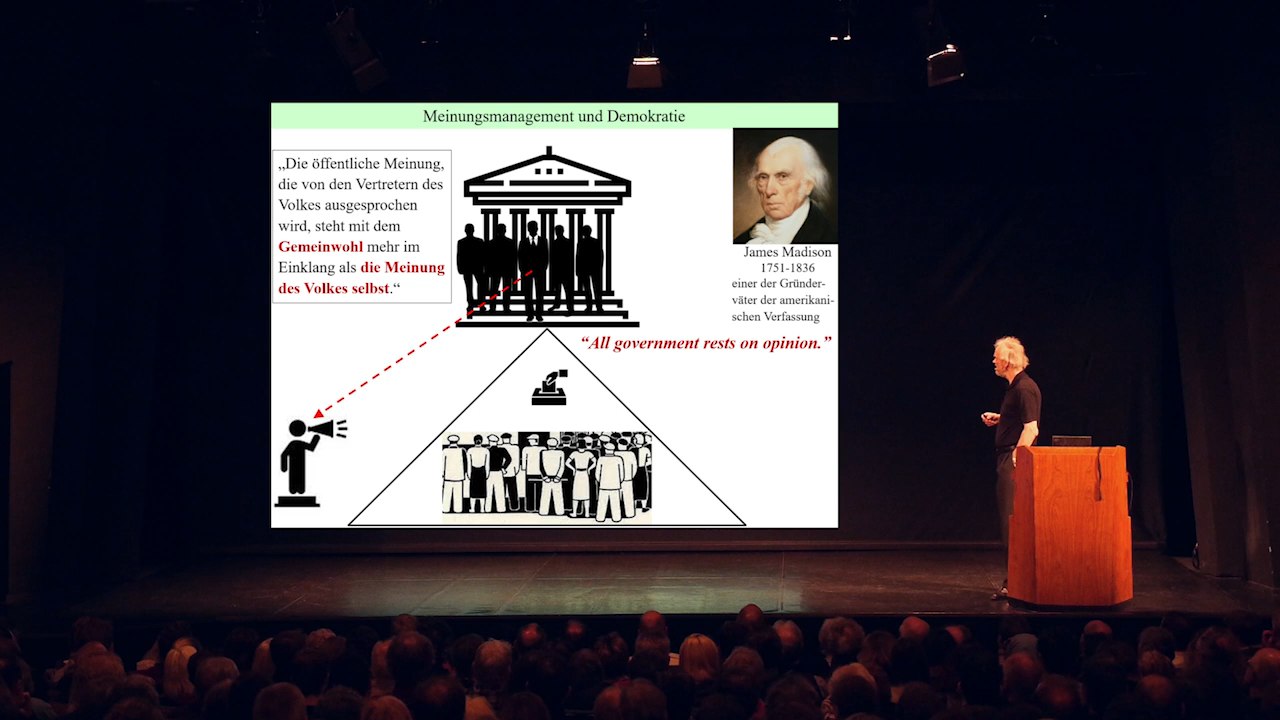 Meinungsmanagement und Demokratie
„Die öffentliche Meinung,
die von den Vertretern des
Volkes ausgesprochen
wird, steht mit dem
Gemeinwohl mehr im
Einklang als die Meinung
des Volkes selbst.“
James Madison
1751-1836
einer der Gründer-
väter der amerikani-
schen Verfassung
“All government rests on opinion.”